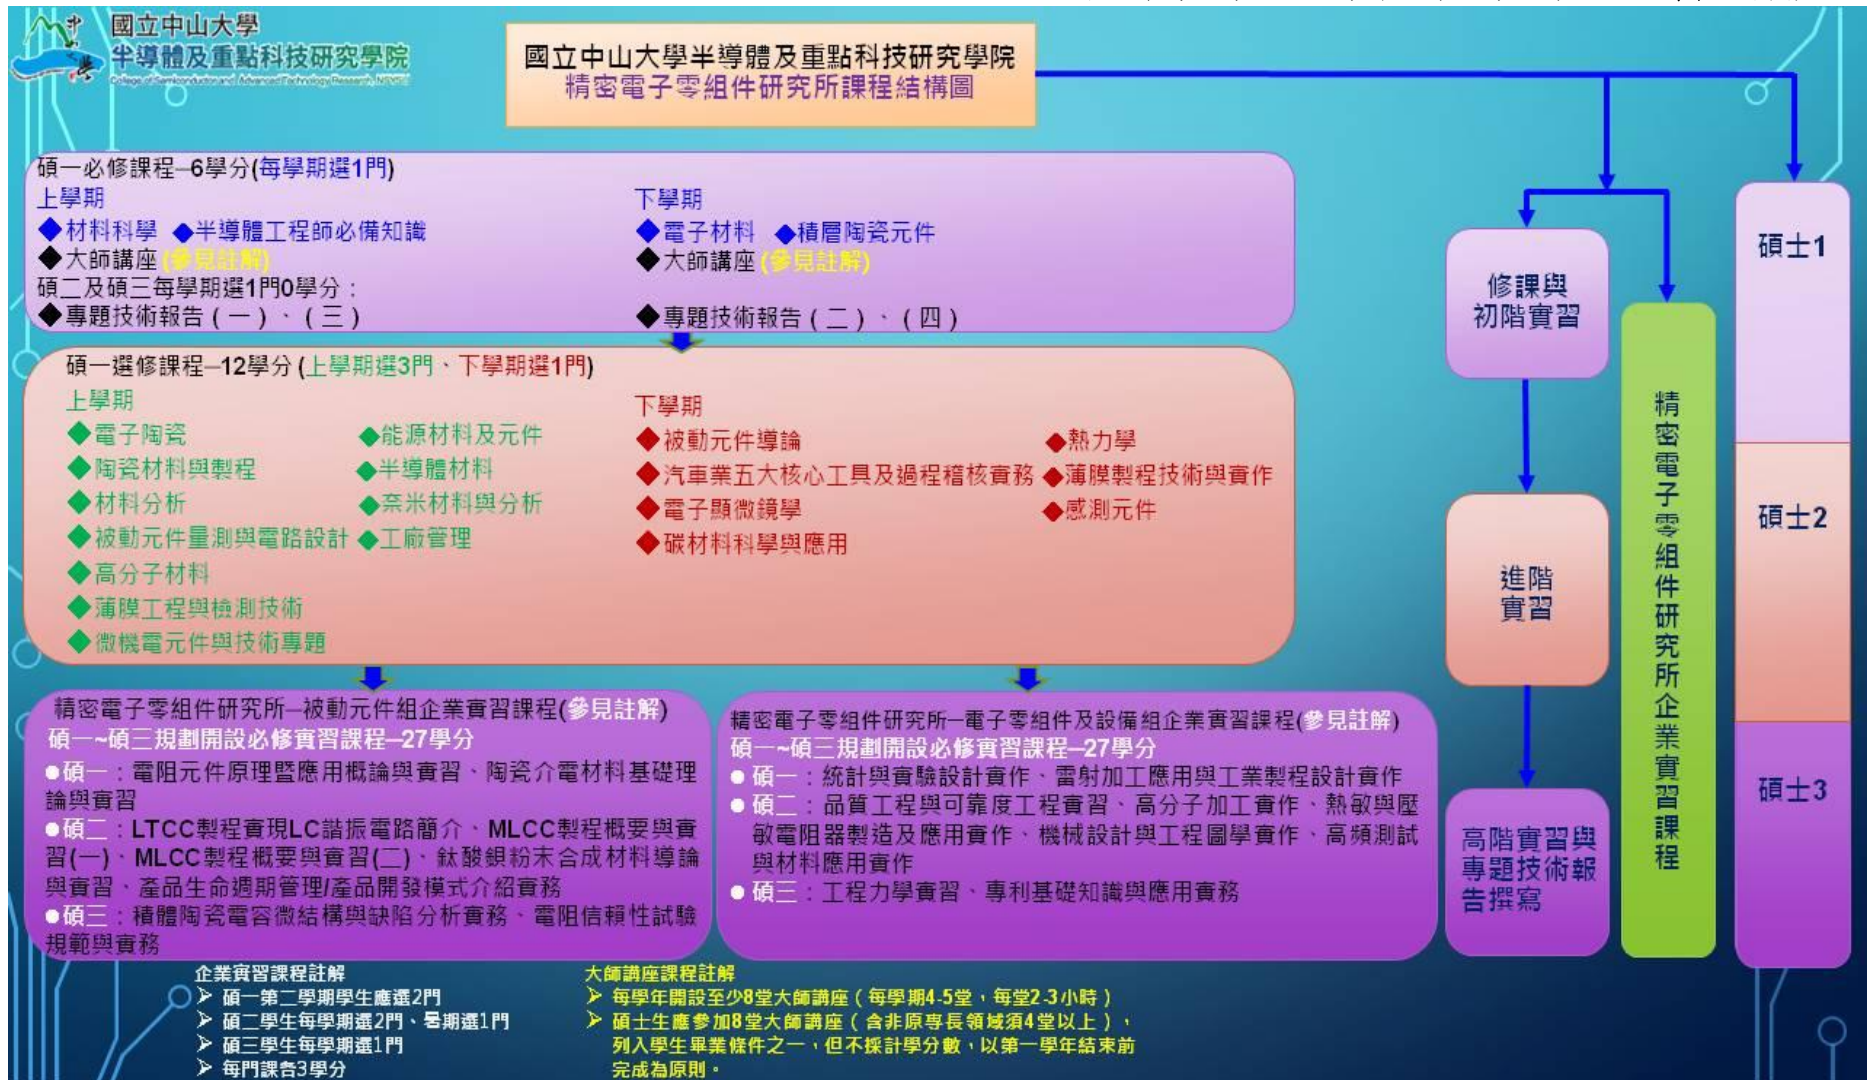 國立中山大學
半導體及重點科技研究學院
College of Semiconductor and Advanced Technology Research, NSYSU
國立中山大學半導體及重點科技研究學院
精密電子零組件研究所課程結構圖
碩一必修課程–6學分(每學期選1門)
上學期
◆材料科學 ◆半導體工程師必備知識
◆大師講座(參見註解)
碩二及碩三每學期選1門0學分：
◆專題技術報告(一)、(三)
下學期
◆電子材料 ◆積層陶瓷元件
◆大師講座(參見註解)
◆專題技術報告(二)、(四)
碩一選修課程–12學分(上學期選3門、下學期選1門)
上學期
◆電子陶瓷 ◆能源材料及元件
◆陶瓷材料與製程 ◆半導體材料
◆材料分析 ◆奈米材料與分析
◆被動元件量測與電路設計 ◆工廠管理
◆高分子材料
◆薄膜工程與檢測技術
◆微機電元件與技術專題
下學期
◆被動元件導論 ◆熱力學
◆汽車業五大核心工具及過程稽核實務 ◆薄膜製程技術與實作
◆電子顯微鏡學 ◆感測元件
◆碳材料科學與應用
精密電子零組件研究所–被動元件組企業實習課程(參見註解)
碩一~碩三規劃開設必修實習課程–27學分
●碩一：電阻元件原理暨應用概論與實習、陶瓷介電材料基礎理
論與實習
●碩二：LTCC製程實現LC諧振電路簡介、MLCC製程概要與實
習(一)、MLCC製程概要與實習(二)、鈦酸鋇粉末合成材料導論
與實習、產品生命週期管理/產品開發模式介紹實務
●碩三：積體陶瓷電容微結構與缺陷分析實務、電阻信賴性試驗
規範與實務
精密電子零組件研究所–電子零組件及設備組企業實習課程(參見註解)
碩一~碩三規劃開設必修實習課程–27學分
●碩一：統計與實驗設計實作、雷射加工應用與工業製程設計實作
●碩二：品質工程與可靠度工程實習、高分子加工實作、熱敏與壓
敏電阻器製造及應用實作、機械設計與工程圖學實作、高頻測試
與材料應用實作
●碩三：工程力學實習、專利基礎知識與應用實務
企業實習課程註解
➢ 碩一第二學期學生應選2門
➢ 碩二學生每學期選2門、暑期選1門
➢ 碩三學生每學期選1門
➢ 每門課各3學分
大師講座課程註解
➢ 每學年開設至少8堂大師講座(每學期4-5堂，每堂2-3小時)
➢ 碩士生應參加8堂大師講座(含非原專長領域須4堂以上)，
列入學生畢業條件之一，但不採計學分數，以第一學年結束前
完成為原則。
修課與
初階實習
進階
實習
高階實習與
專題技術報
告撰寫
精密電子零組件研究所企業實習課程
碩士1
碩士2
碩士3